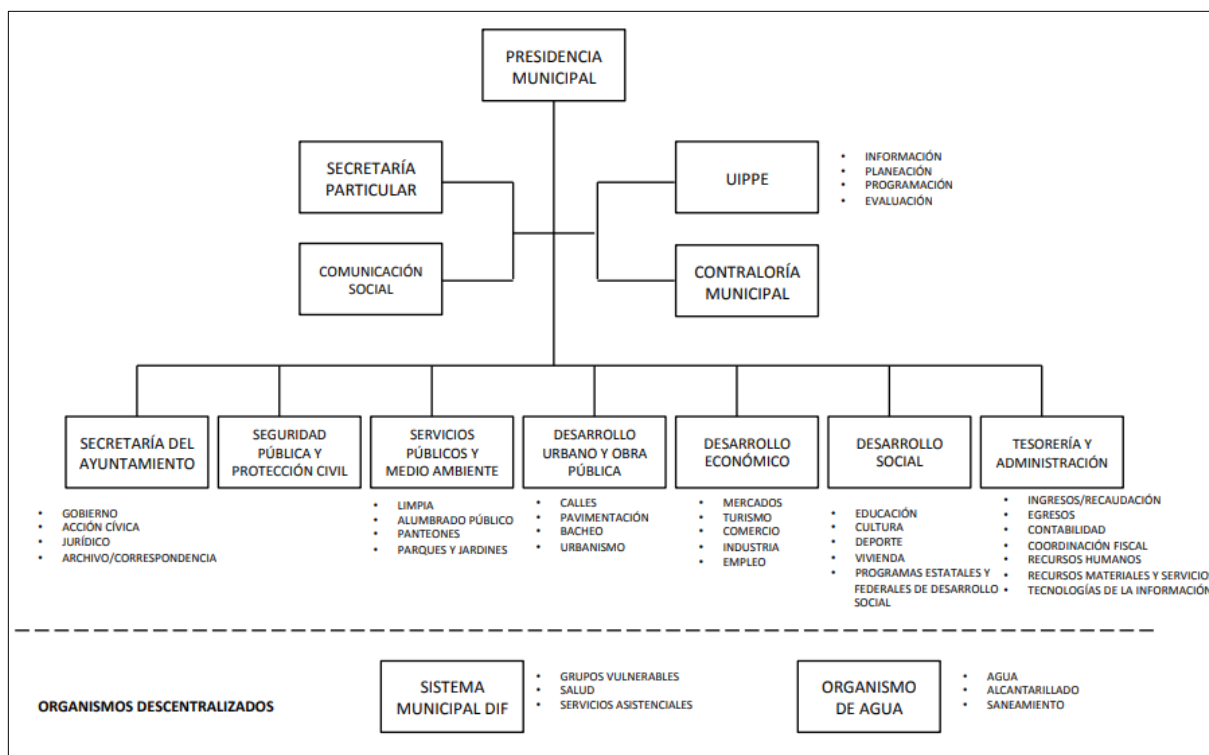 PRESIDENCIA
MUNICIPAL
SECRETARÍA
PARTICULAR
UIPPE
• INFORMACIÓN
• PLANEACIÓN
• PROGRAMACIÓN
• EVALUACIÓN
COMUNICACIÓN
SOCIAL
CONTRALORÍA
MUNICIPAL
SECRETARÍA DEL
AYUNTAMIENTO
• GOBIERNO
• ACCIÓN CÍVICA
• JURÍDICO
• ARCHIVO/CORRESPONDENCIA
SEGURIDAD
PÚBLICA Y
PROTECCIÓN CIVIL
SERVICIOS
PÚBLICOS Y
MEDIO AMBIENTE
• LIMPIA
• ALUMBRADO PÚBLICO
• PANTEONES
• PARQUES Y JARDINES
DESARROLLO
URBANO Y OBRA
PÚBLICA
• CALLES
• PAVIMENTACIÓN
• BACHEO
• URBANISMO
DESARROLLO
ECONÓMICO
• MERCADOS
• TURISMO
• COMERCIO
• INDUSTRIA
• EMPLEO
DESARROLLO
SOCIAL
• EDUCACIÓN
• CULTURA
• DEPORTE
• VIVIENDA
• PROGRAMAS ESTATALES Y
FEDERALES DE DESARROLLO
SOCIAL
TESORERÍA Y
ADMINISTRACIÓN
• INGRESOS/RECAUDACIÓN
• EGRESOS
• CONTABILIDAD
• COORDINACIÓN FISCAL
• RECURSOS HUMANOS
• RECURSOS MATERIALES Y SERVICIO
• TECNOLOGÍAS DE LA INFORMACIÓN
ORGANISMOS DESCENTRALIZADOS
SISTEMA
MUNICIPAL DIF
• GRUPOS VULNERABLES
• SALUD
• SERVICIOS ASISTENCIALES
ORGANISMO
DE AGUA
• AGUA
• ALCANTARILLADO
• SANEAMIENTO